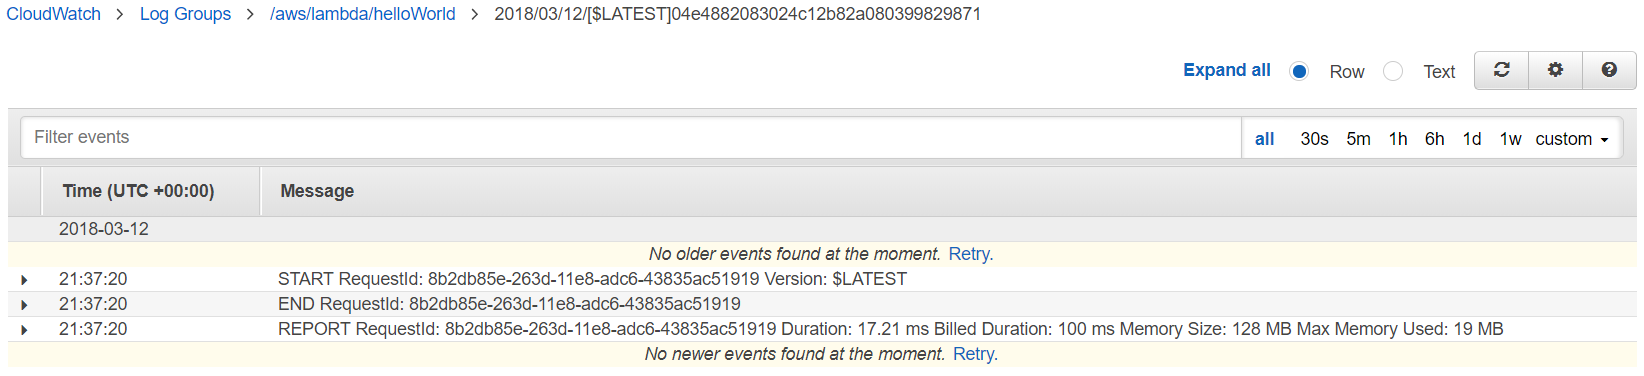 CloudWatch > Log Groups > /aws/lambda/helloWorld > 2018/03/12/[$LATEST]04e4882083024c12b82a080399829871
Expand all Row Text
Filter events all 30s 5m 1h 6h 1d 1w custom
Time (UTC +00:00) Message
2018-03-12
No older events found at the moment. Retry.
21:37:20 START RequestId: 8b2db85e-263d-11e8-adc6-43835ac51919 Version: $LATEST
21:37:20 END RequestId: 8b2db85e-263d-11e8-adc6-43835ac51919
21:37:20 REPORT RequestId: 8b2db85e-263d-11e8-adc6-43835ac51919 Duration: 17.21 ms Billed Duration: 100 ms Memory Size: 128 MB Max Memory Used: 19 MB
No newer events found at the moment. Retry.